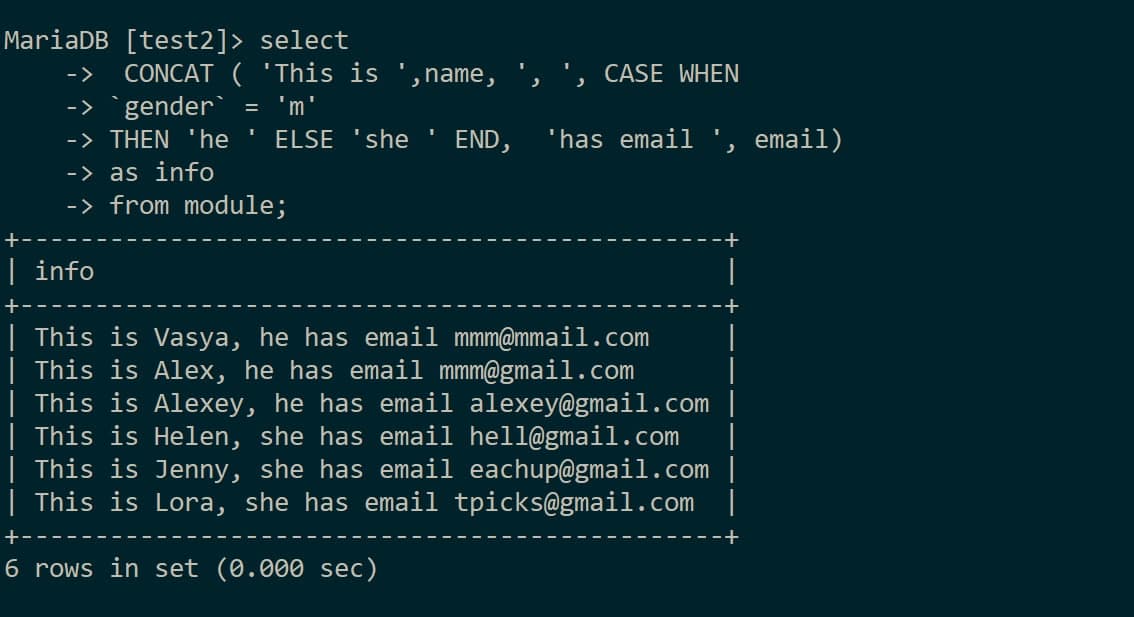 MariaDB [test2]> select
    ->  CONCAT ( 'This is ',name, ', ', CASE WHEN
    -> `gender` = 'm'
    -> THEN 'he ' ELSE 'she ' END,  'has email ', email)
    -> as info
    -> from module;
+-----------------------------------------------+
| info                                          |
+-----------------------------------------------+
| This is Vasya, he has email mmm@mmail.com     |
| This is Alex, he has email mmm@gmail.com      |
| This is Alexey, he has email alexey@gmail.com |
| This is Helen, she has email hell@gmail.com   |
| This is Jenny, she has email eachup@gmail.com |
| This is Lora, she has email tpicks@gmail.com  |
+-----------------------------------------------+
6 rows in set (0.000 sec)